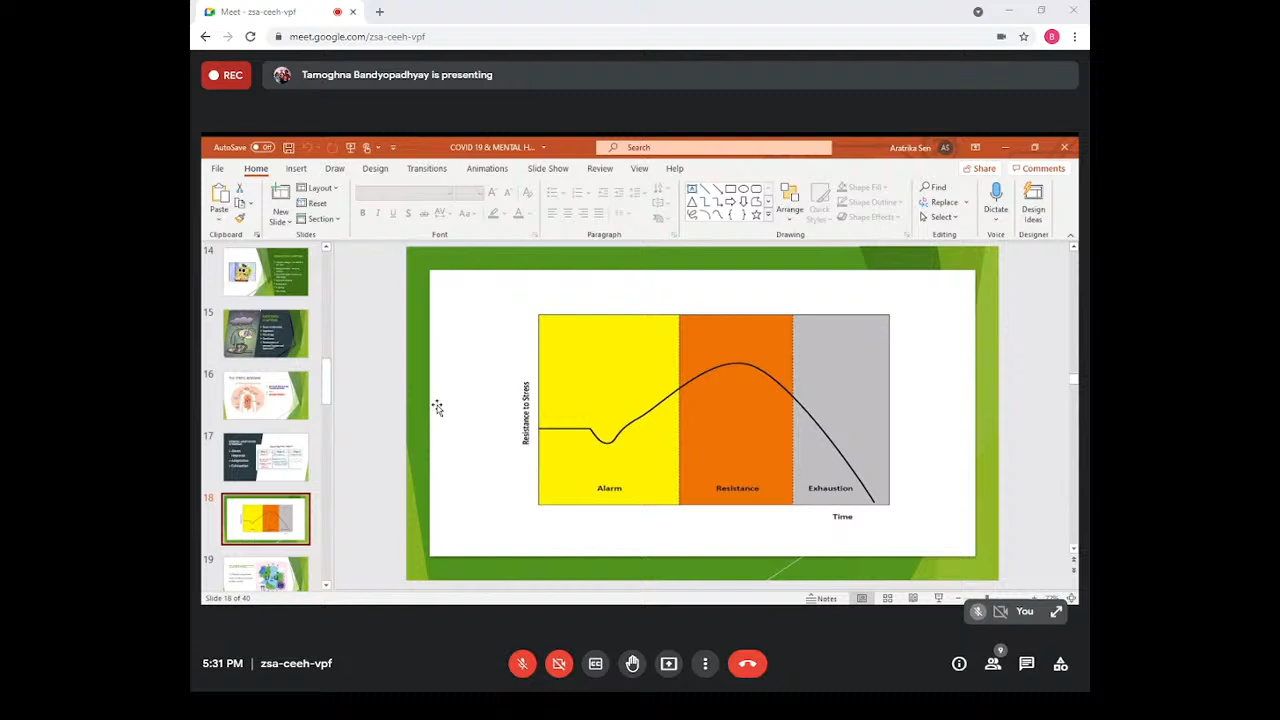 Meet - zsa-ceeh-vpf
meet.google.com/zsa-ceeh-vpf
B
REC
Tamoghna Bandyopadhyay is presenting
AutoSave Off
COVID 19 & MENTAL H...
Search
Aratrika Sen AS
File Home Insert Draw Design Transitions Animations Slide Show Review View Help Share Comments
Paste
New Slide
Layout
Reset
Section
Shape Fill
Shape Outline
Shape Effects
Arrange
Quick Styles
Find
Replace
Select
Dictate
Design Ideas
Clipboard Slides Font Paragraph Drawing Editing Voice Designer
14
15
16
17
18
19
Resistance to Stress
Alarm Resistance Exhaustion
Time
Slide 18 of 40
Notes
You
5:31 PM | zsa-ceeh-vpf
9